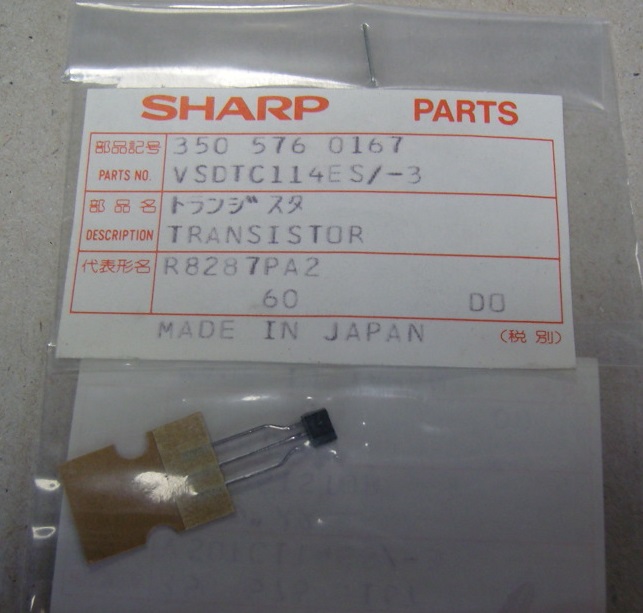 SHARP PARTS
部品記号 350 576 0167
PARTS NO. VSDTC114ES/-3
部品名 トランジスタ
DESCRIPTION TRANSISTOR
代表形名 R8287PA2
60 DO
MADE IN JAPAN (税別)